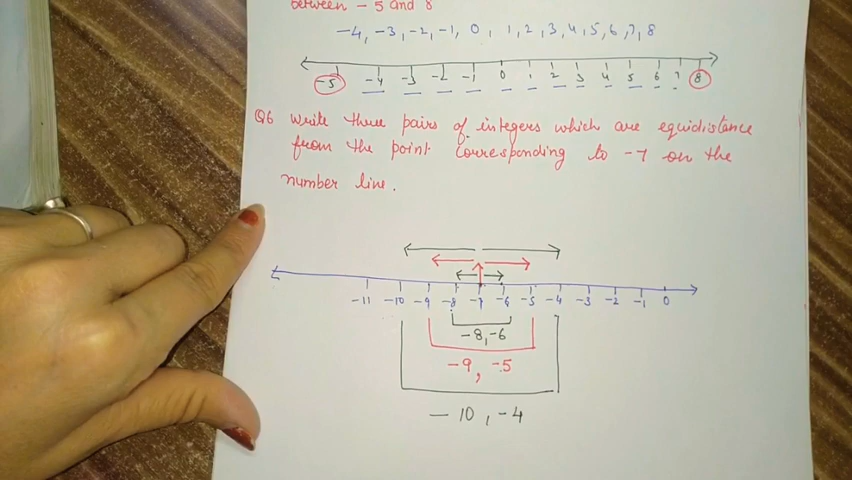 between - 5 and 8
-4, -3, -2, -1, 0, 1, 2, 3, 4, 5, 6, 7, 8
-5 -4 -3 -2 -1 0 1 2 3 4 5 6 7 8
Q6 Write three pairs of integers which are equidistance
from the point corresponding to -7 on the
number line.
-11 -10 -9 -8 -7 -6 -5 -4 -3 -2 -1 0
-8, -6
-9, -5
-10, -4